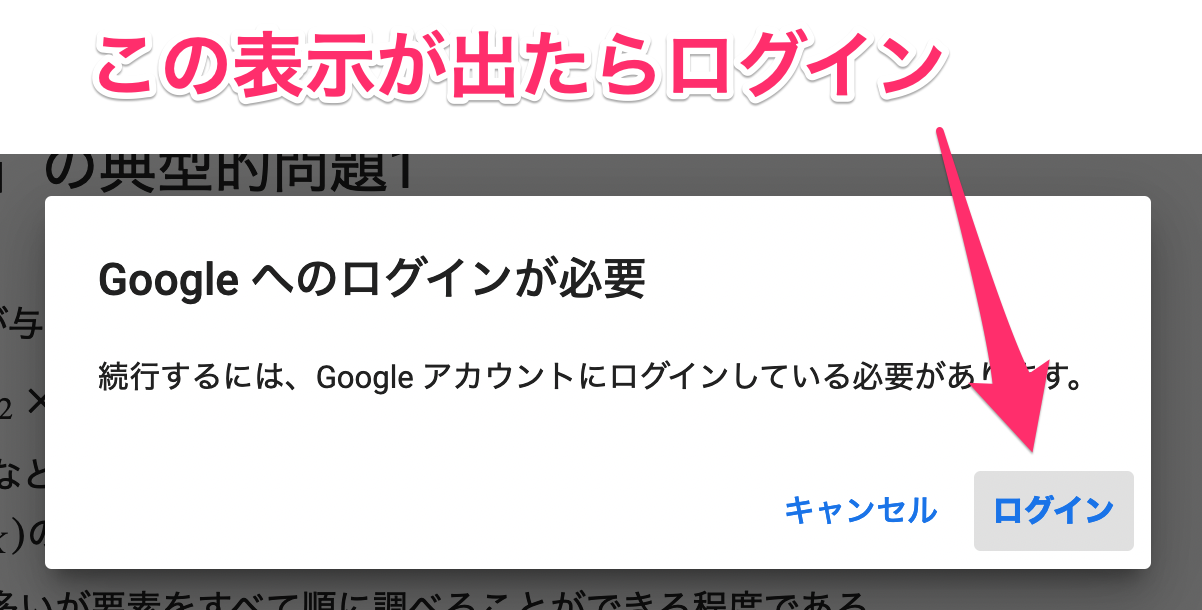 この表示が出たらログイン
の典型的問題1
Google へのログインが必要
が与
続行するには、Google アカウントにログインしている必要があります。
2 ×
など
キャンセル ログイン
)の
多いが要素をすべて順に調べることができる程度である